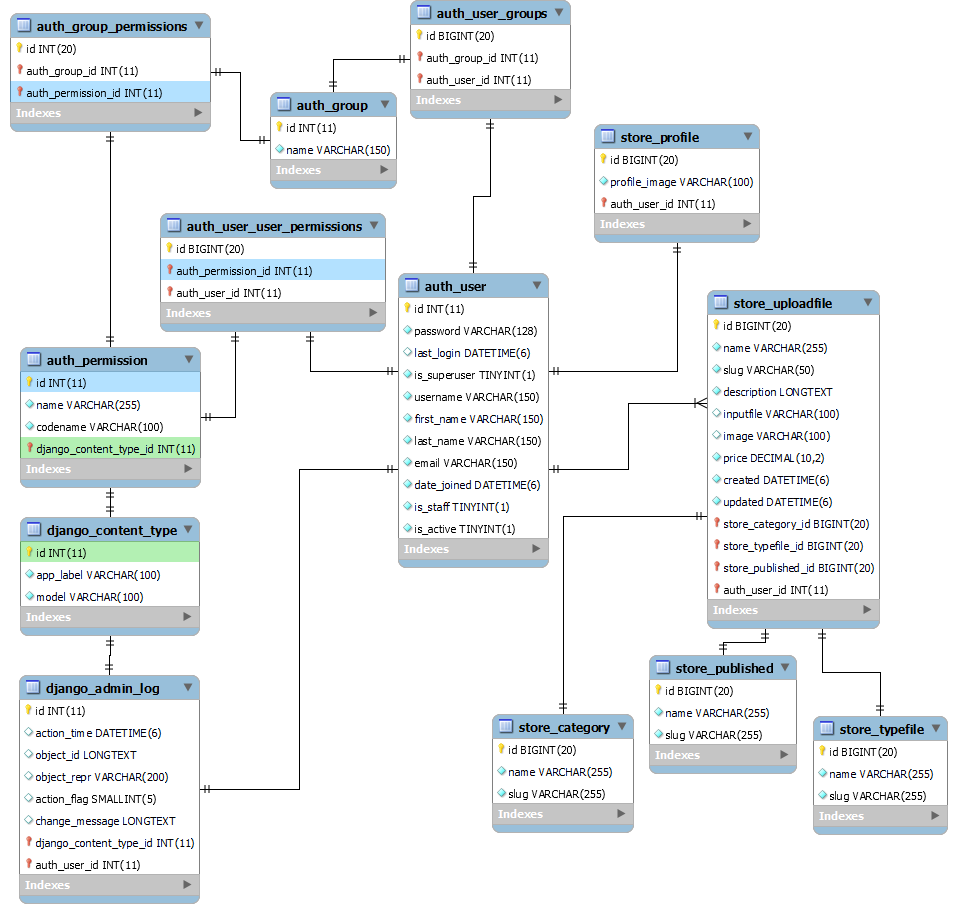 auth_group_permissions
id INT(20)
auth_group_id INT(11)
auth_permission_id INT(11)
Indexes
auth_user_groups
id BIGINT(20)
auth_group_id INT(11)
auth_user_id INT(11)
Indexes
auth_group
id INT(11)
name VARCHAR(150)
Indexes
store_profile
id BIGINT(20)
profile_image VARCHAR(100)
auth_user_id INT(11)
Indexes
auth_user_user_permissions
id BIGINT(20)
auth_permission_id INT(11)
auth_user_id INT(11)
Indexes
auth_user
id INT(11)
password VARCHAR(128)
last_login DATETIME(6)
is_superuser TINYINT(1)
username VARCHAR(150)
first_name VARCHAR(150)
last_name VARCHAR(150)
email VARCHAR(150)
date_joined DATETIME(6)
is_staff TINYINT(1)
is_active TINYINT(1)
Indexes
store_uploadfile
id BIGINT(20)
name VARCHAR(255)
slug VARCHAR(50)
description LONGTEXT
inputfile VARCHAR(100)
image VARCHAR(100)
price DECIMAL(10,2)
created DATETIME(6)
updated DATETIME(6)
store_category_id BIGINT(20)
store_typefile_id BIGINT(20)
store_published_id BIGINT(20)
auth_user_id INT(11)
Indexes
auth_permission
id INT(11)
name VARCHAR(255)
codename VARCHAR(100)
django_content_type_id INT(11)
Indexes
django_content_type
id INT(11)
app_label VARCHAR(100)
model VARCHAR(100)
Indexes
django_admin_log
id INT(11)
action_time DATETIME(6)
object_id LONGTEXT
object_repr VARCHAR(200)
action_flag SMALLINT(5)
change_message LONGTEXT
django_content_type_id INT(11)
auth_user_id INT(11)
Indexes
store_category
id BIGINT(20)
name VARCHAR(255)
slug VARCHAR(255)
Indexes
store_published
id BIGINT(20)
name VARCHAR(255)
slug VARCHAR(255)
Indexes
store_typefile
id BIGINT(20)
name VARCHAR(255)
slug VARCHAR(255)
Indexes